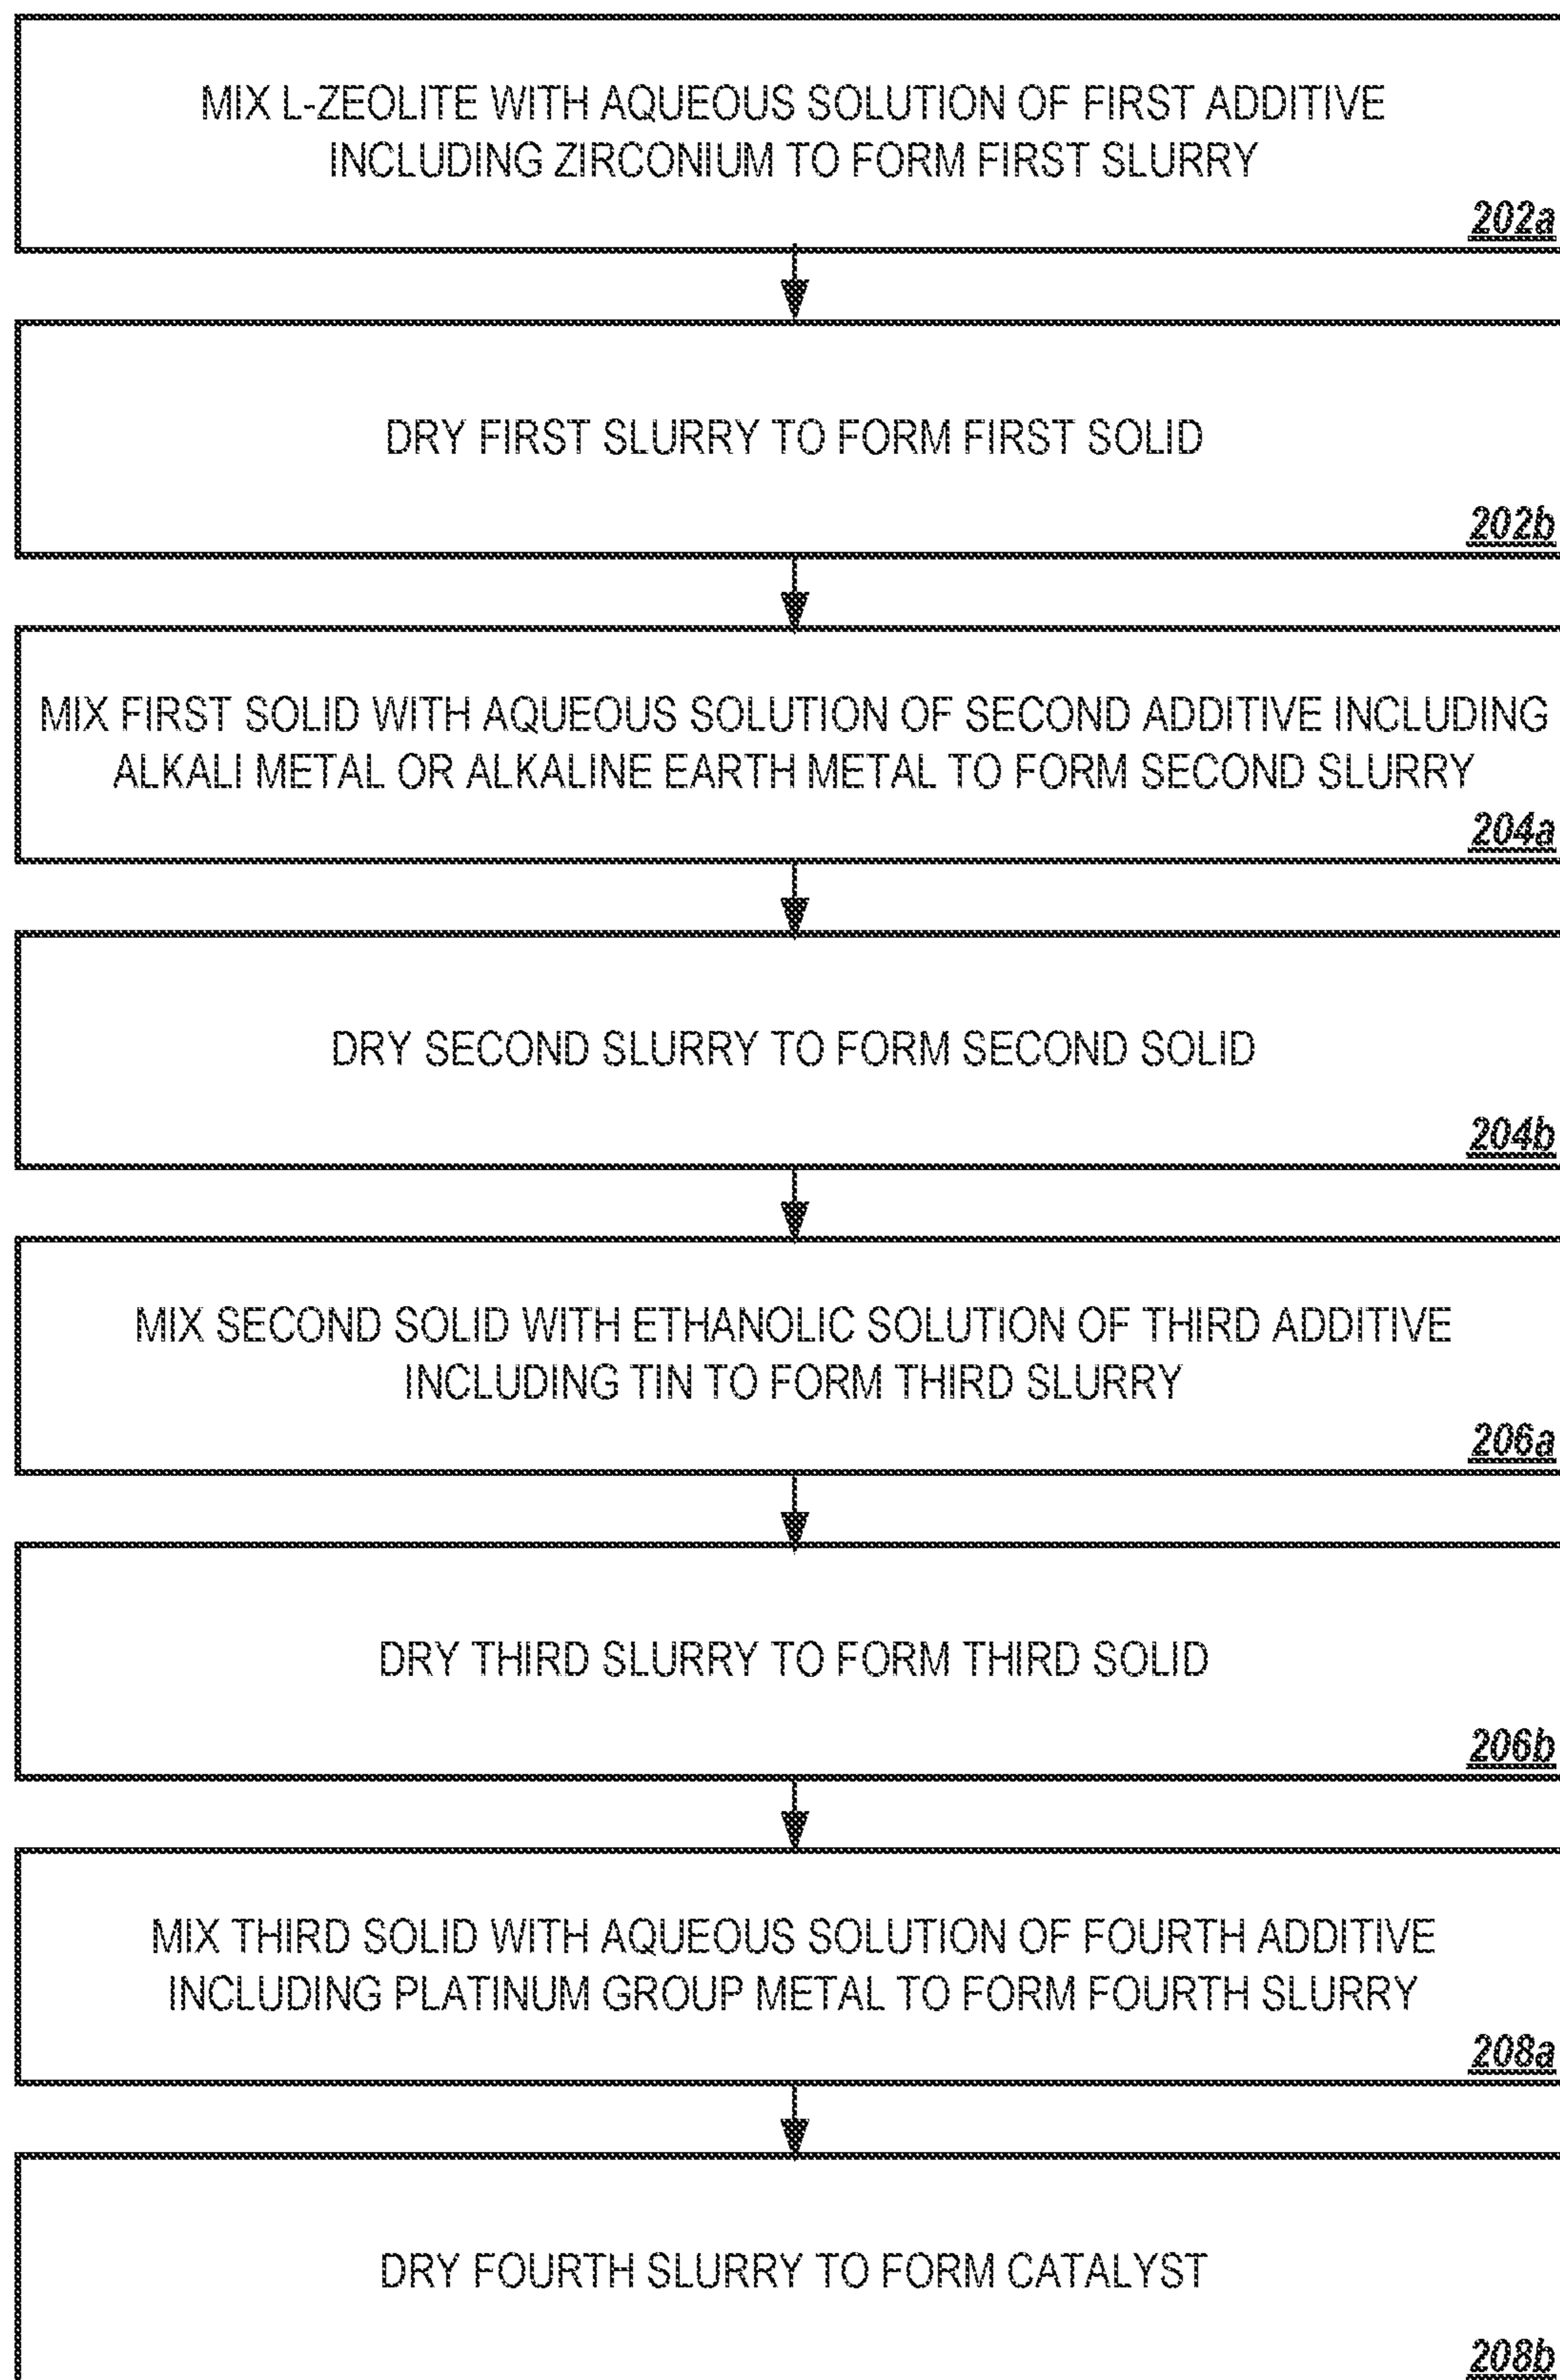 MIX L-ZEOLITE WITH AQUEOUS SOLUTION OF FIRST ADDITIVE
INCLUDING ZIRCONIUM TO FORM FIRST SLURRY
202a
DRY FIRST SLURRY TO FORM FIRST SOLID
202b
MIX FIRST SOLID WITH AQUEOUS SOLUTION OF SECOND ADDITIVE INCLUDING
ALKALI METAL OR ALKALINE EARTH METAL TO FORM SECOND SLURRY
204a
DRY SECOND SLURRY TO FORM SECOND SOLID
204b
MIX SECOND SOLID WITH ETHANOLIC SOLUTION OF THIRD ADDITIVE
INCLUDING TIN TO FORM THIRD SLURRY
206a
DRY THIRD SLURRY TO FORM THIRD SOLID
206b
MIX THIRD SOLID WITH AQUEOUS SOLUTION OF FOURTH ADDITIVE
INCLUDING PLATINUM GROUP METAL TO FORM FOURTH SLURRY
208a
DRY FOURTH SLURRY TO FORM CATALYST
208b